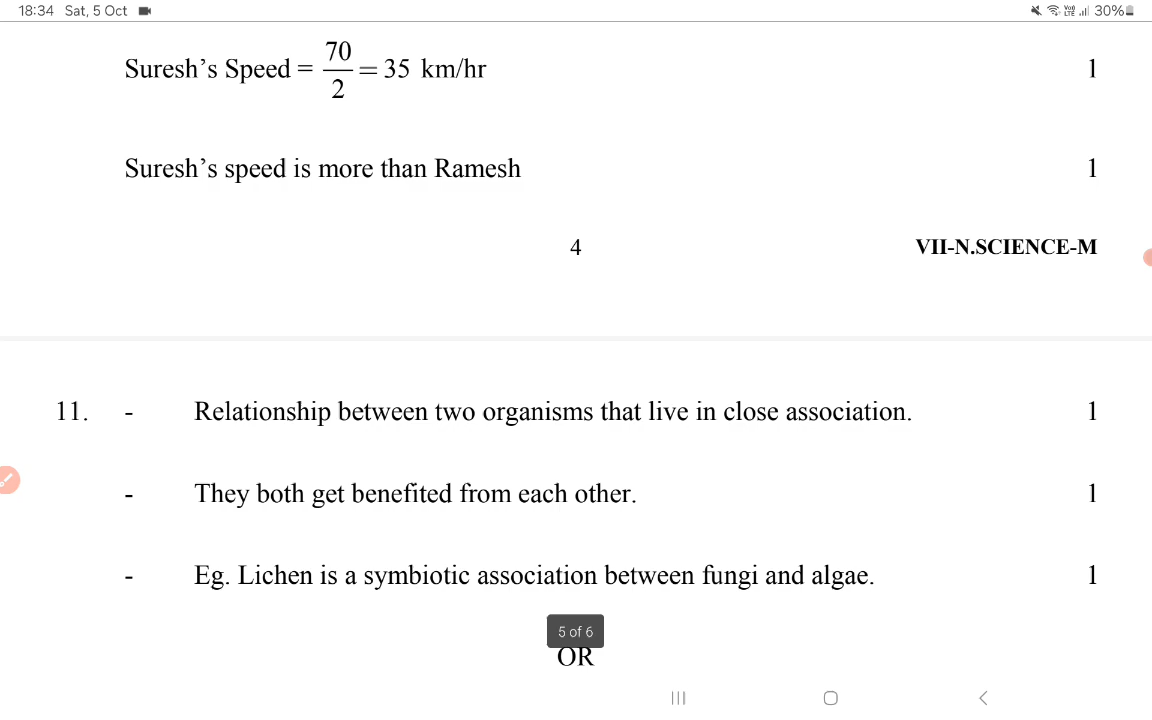 18:34 Sat, 5 Oct 30%
Suresh's Speed = 70/2 = 35 km/hr 1
Suresh's speed is more than Ramesh 1
4 VII-N.SCIENCE-M
11. - Relationship between two organisms that live in close association. 1
- They both get benefited from each other. 1
- Eg. Lichen is a symbiotic association between fungi and algae. 1
5 of 6
OR